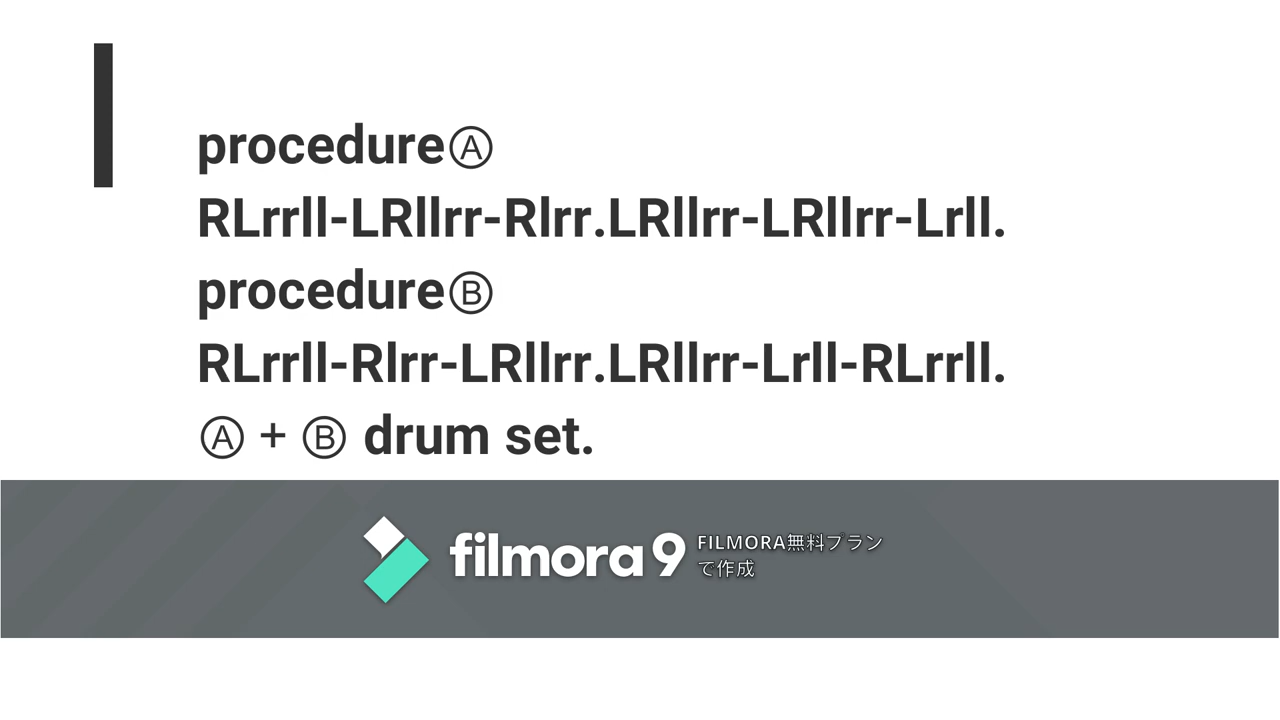 procedureⒶ
RLrrll-LRllrr-Rlrr.LRllrr-LRllrr-Lrll.
procedureⒷ
RLrrll-Rlrr-LRllrr.LRllrr-Lrll-RLrrll.
Ⓐ + Ⓑ drum set.
filmora 9 FILMORA無料プラン
で作成